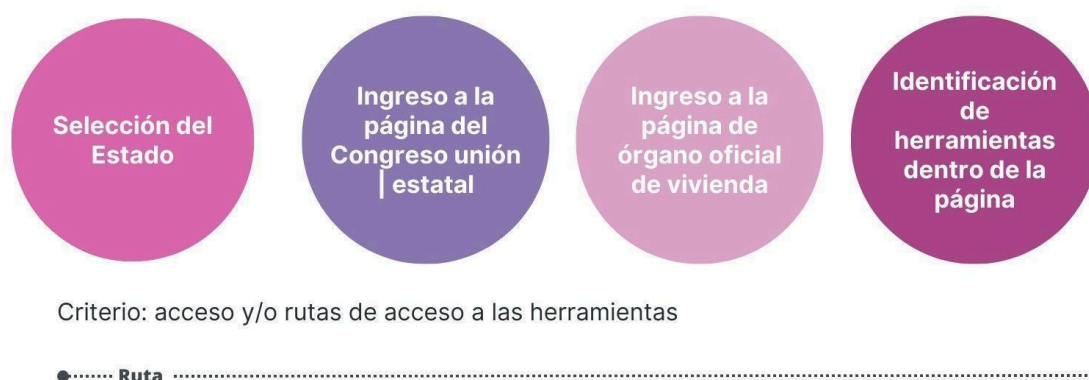 Selección del
Estado
Ingreso a la
página del
Congreso unión
| estatal
Ingreso a la
página de
órgano oficial
de vivienda
Identificación
de
herramientas
dentro de la
página
Criterio: acceso y/o rutas de acceso a las herramientas
Ruta